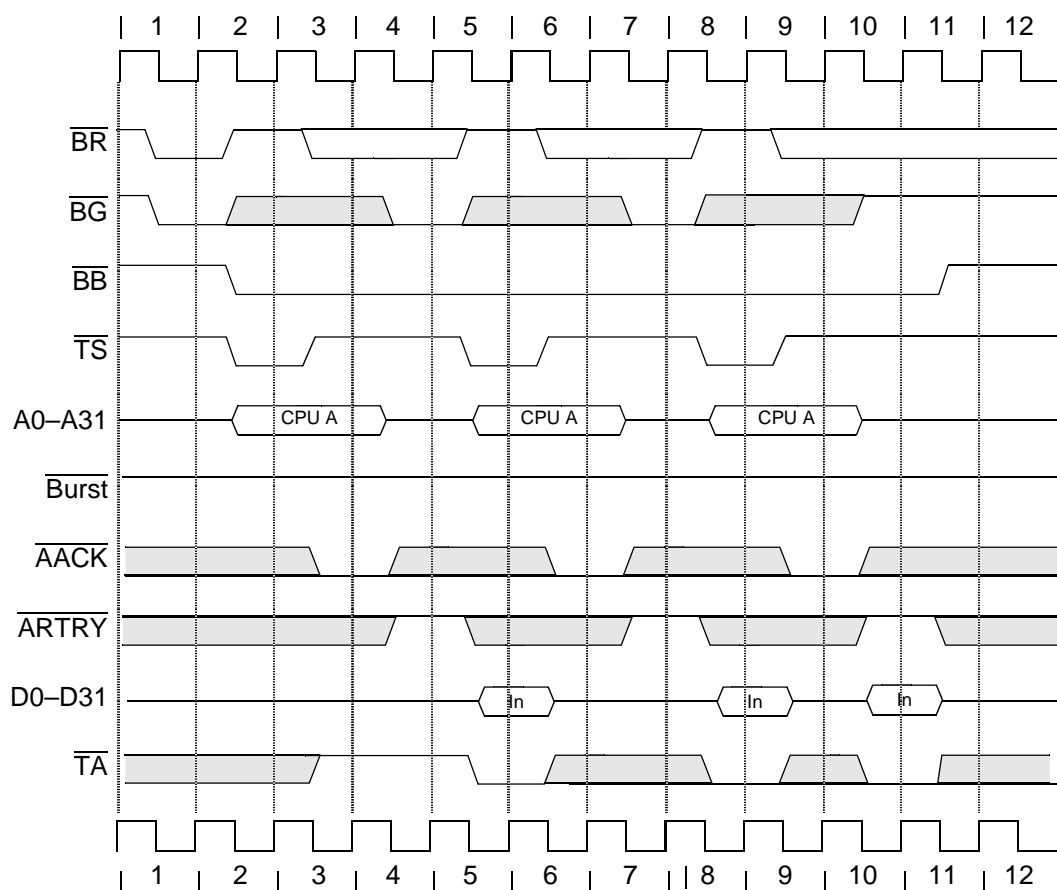 1 2 3 4 5 6 7 8 9 10 11 12
BR
BG
BB
TS
A0–A31 CPU A CPU A CPU A
Burst
AACK
ARTRY
D0–D31 In In In
TA
1 2 3 4 5 6 7 8 9 10 11 12